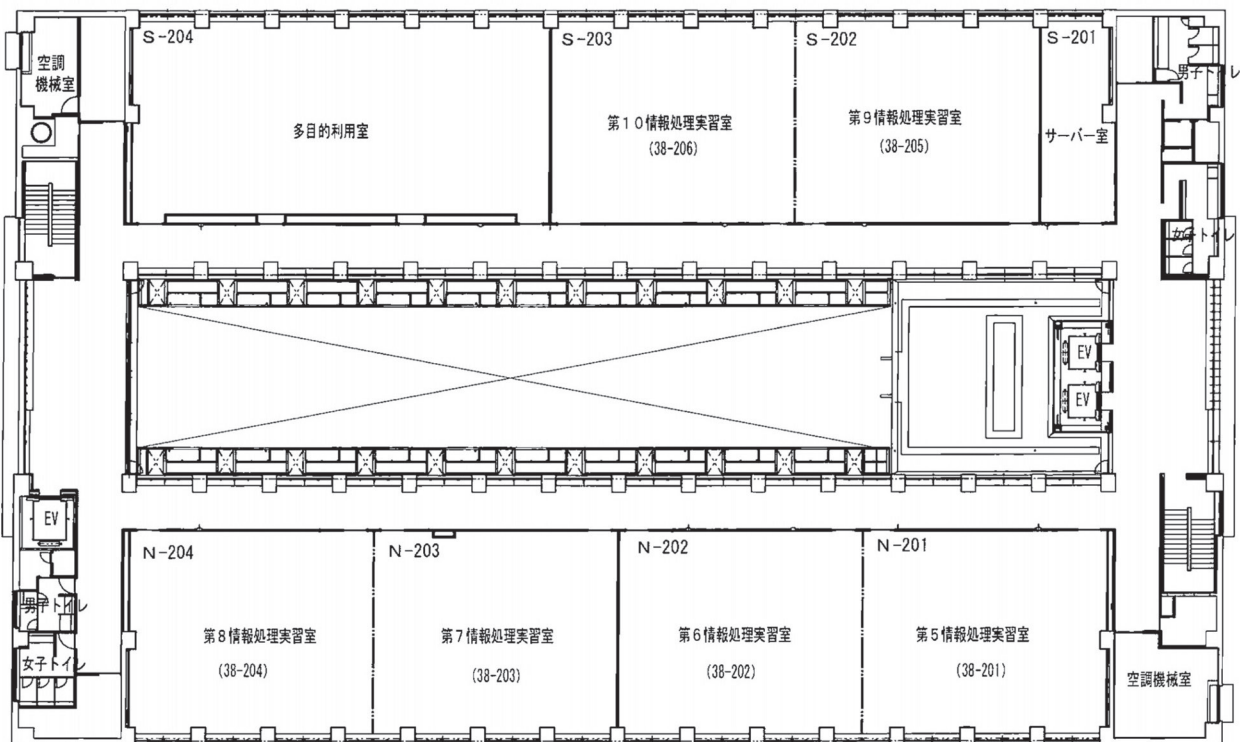 S-204
S-203
S-202
S-201
空調
機械室
男子トイレ
多目的利用室
第10情報処理実習室
(38-206)
第9情報処理実習室
(38-205)
サーバー室
女子トイレ
EV
EV
EV
N-204
N-203
N-202
N-201
男子トイレ
第8情報処理実習室
(38-204)
第7情報処理実習室
(38-203)
第6情報処理実習室
(38-202)
第5情報処理実習室
(38-201)
女子トイレ
空調機械室